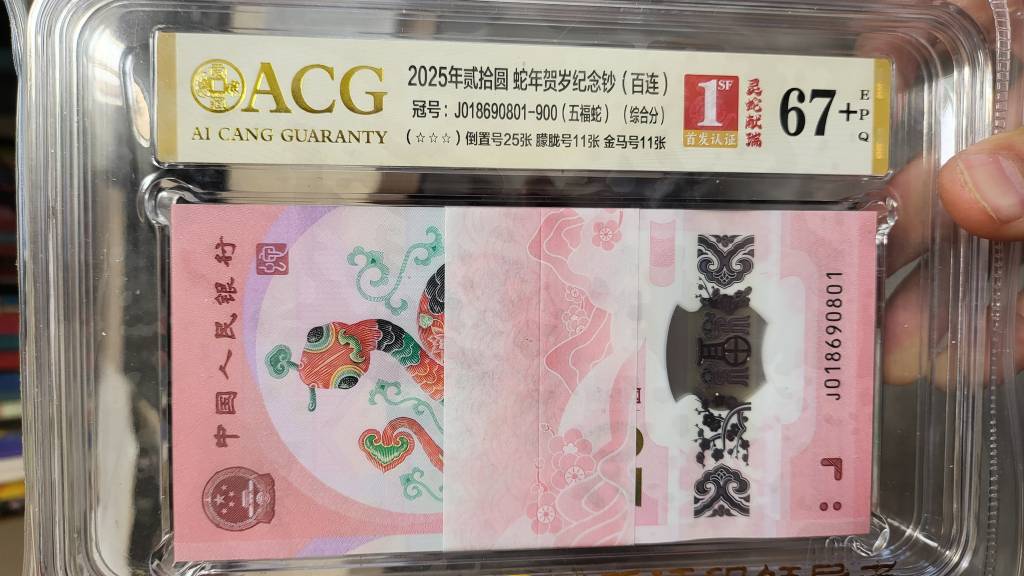 ACG
AI CANG GUARANTY
2025年贰拾圆 蛇年贺岁纪念钞（百连）
冠号：J018690801-900（五福蛇）（综合分）
(☆☆☆) 倒置号25张 朦胧号11张 金马号11张
1 SF
首发认证
灵蛇献瑞
67+
EPQ
中国人民银行
J018690801